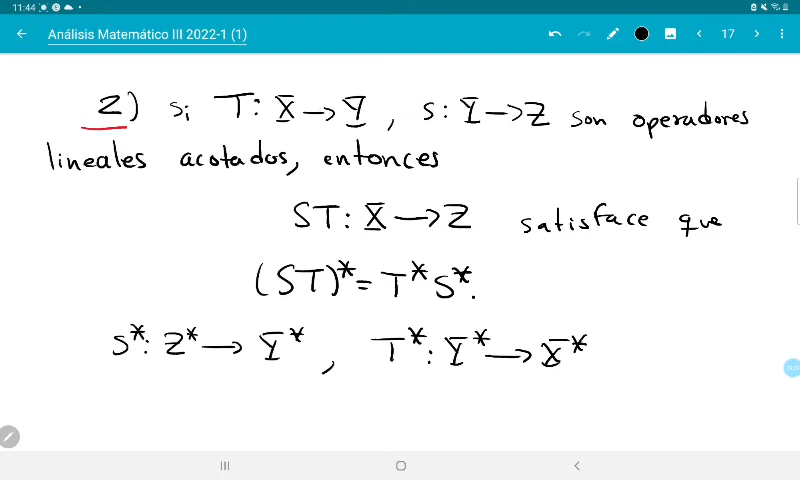 11:44
Análisis Matemático III 2022-1 (1)
17
2) si T: X → Y, S: Y → Z son operadores
lineales acotados, entonces
ST: X → Z satisface que
(ST)* = T* S*.
S*: Z* → Y*, T*: Y* → X*